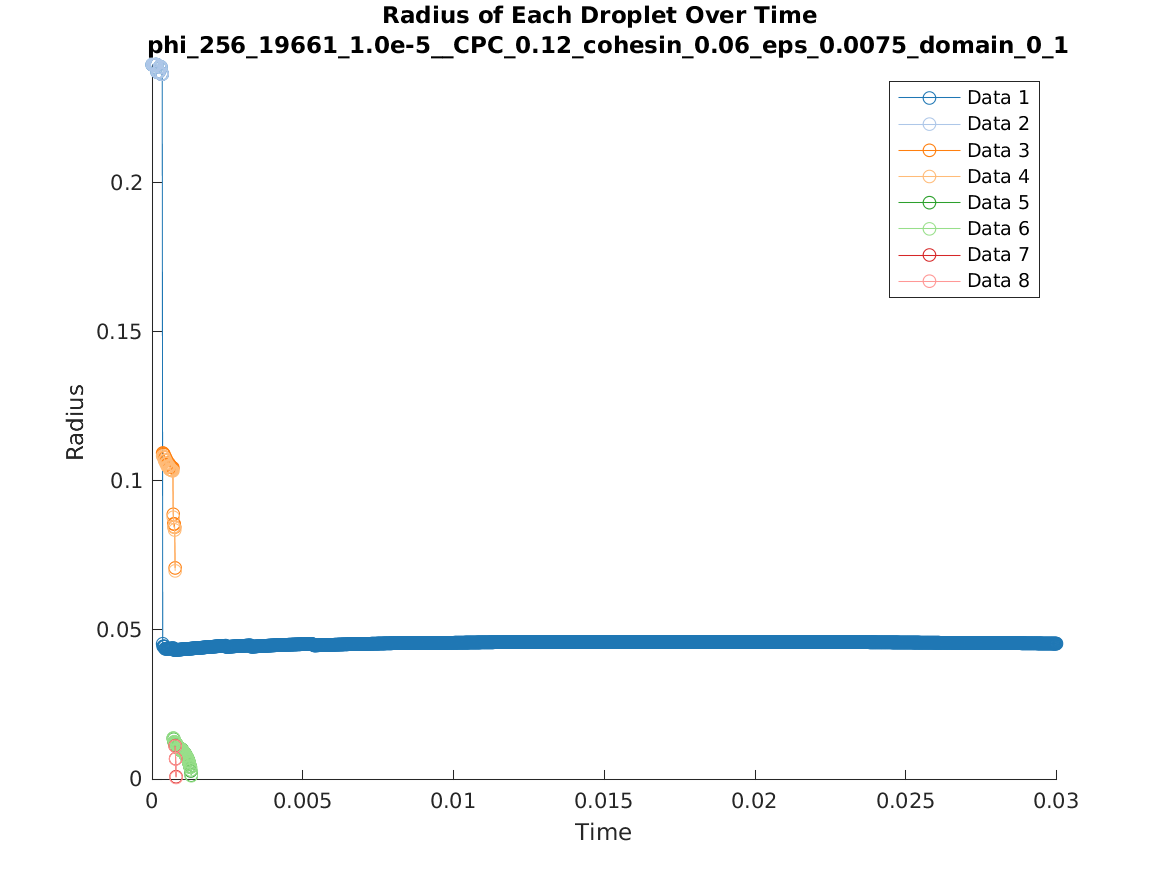 Radius of Each Droplet Over Time
phi_256_19661_1.0e-5__CPC_0.12_cohesin_0.06_eps_0.0075_domain_0_1
Data 1
Data 2
Data 3
Data 4
Data 5
Data 6
Data 7
Data 8
0.2
0.15
0.1
0.05
0
Radius
0 0.005 0.01 0.015 0.02 0.025 0.03
Time